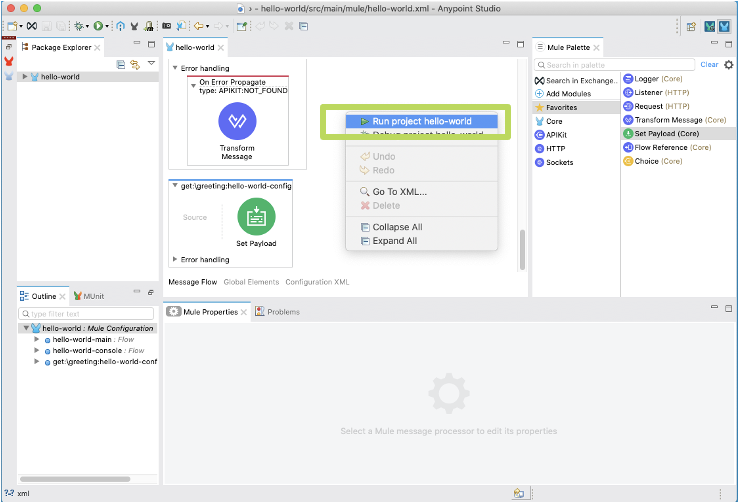 - hello-world/src/main/mule/hello-world.xml - Anypoint Studio
Package Explorer
hello-world
hello-world
Error handling
On Error Propagate
type: APIKIT:NOT_FOUND
Transform
Message
get:\greeting:hello-world-config
Source
Set Payload
Error handling
Message Flow Global Elements Configuration XML
Run project hello-world
Debug project hello-world
Undo
Redo
Go To XML...
Delete
Collapse All
Expand All
Mule Palette
Search in palette
Clear
Search in Exchange..
Add Modules
Favorites
Core
APIKit
HTTP
Sockets
Logger (Core)
Listener (HTTP)
Request (HTTP)
Transform Message (Core)
Set Payload (Core)
Flow Reference (Core)
Choice (Core)
Outline MUnit
type filter text
hello-world : Mule Configuration
hello-world-main : Flow
hello-world-console : Flow
get:\greeting:hello-world-conf
Mule Properties Problems
Select a Mule message processor to edit its properties
xml